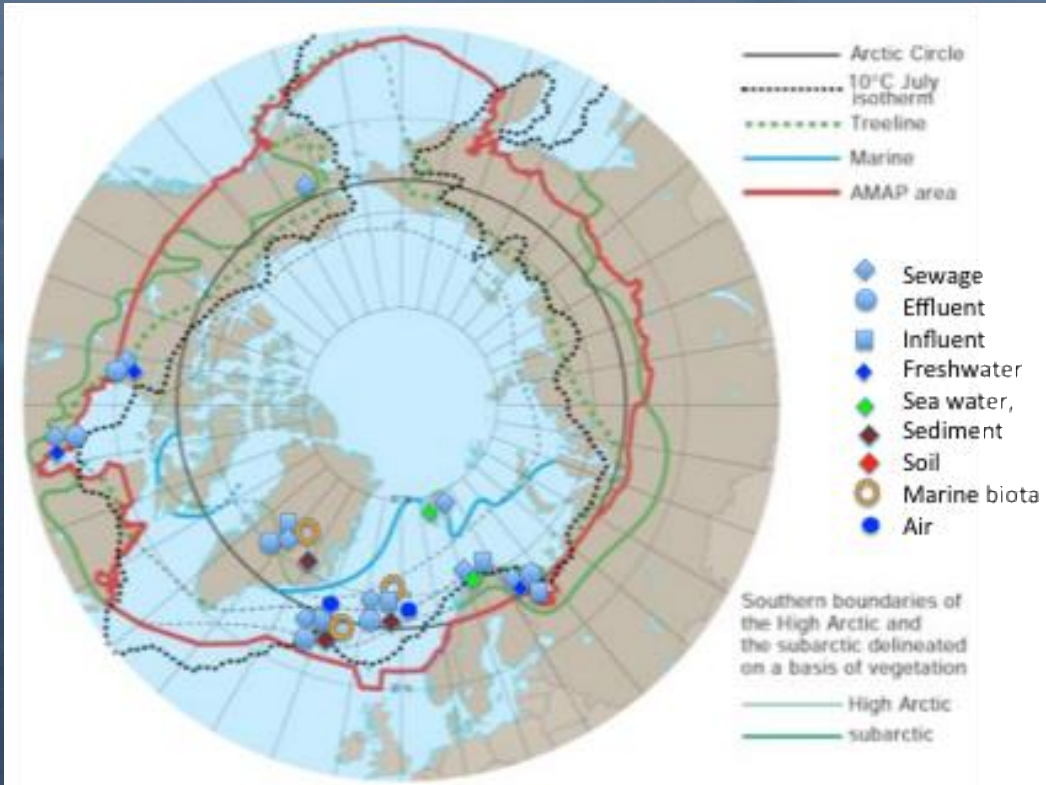 Arctic Circle
10°C July
isotherm
Treeline
Marine
AMAP area
Sewage
Effluent
Influent
Freshwater
Sea water,
Sediment
Soil
Marine biota
Air
Southern boundaries of
the High Arctic and
the subarctic delineated
on a basis of vegetation
High Arctic
subarctic